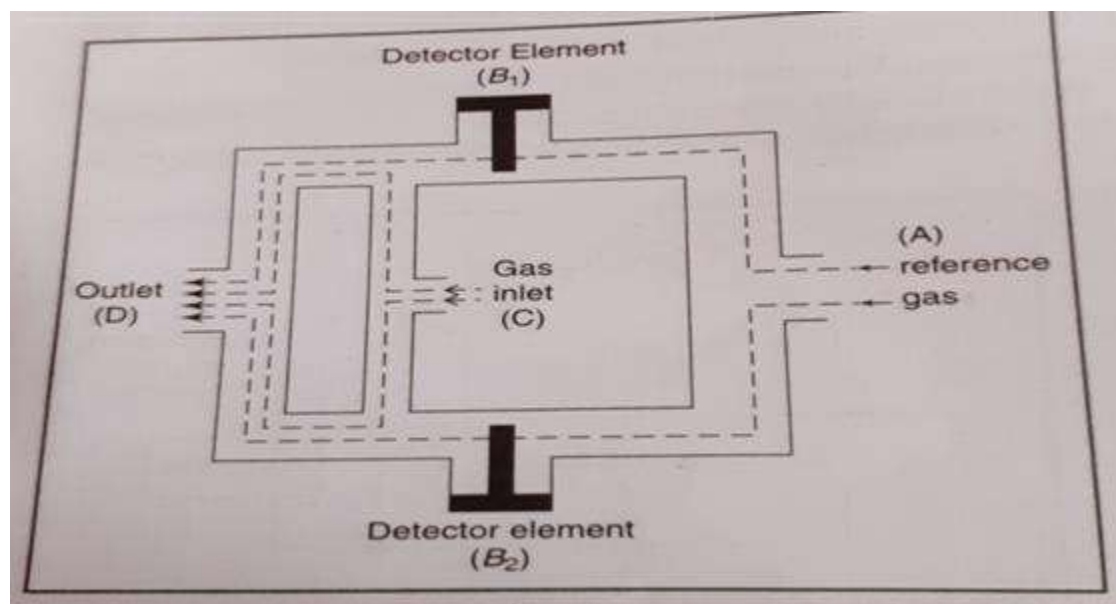 Detector Element
(B₁)
(A)
reference
gas
Gas
inlet
(C)
Outlet
(D)
Detector element
(B₂)